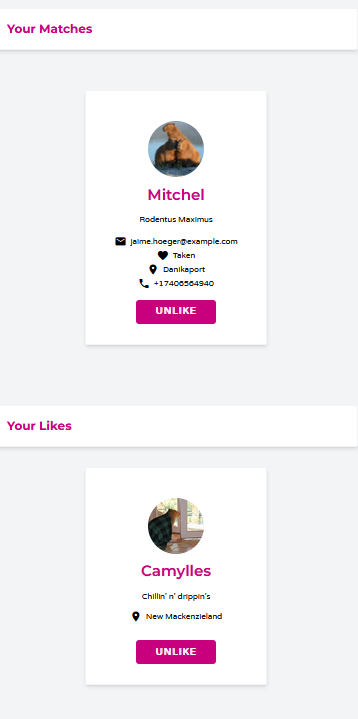 Your Matches
Mitchel
Rodentus Maximus
jaime.hoeger@example.com
Taken
Danikaport
+17406564940
UNLIKE
Your Likes
Camylles
Chillin' n' drippin's
New Mackenzieland
UNLIKE